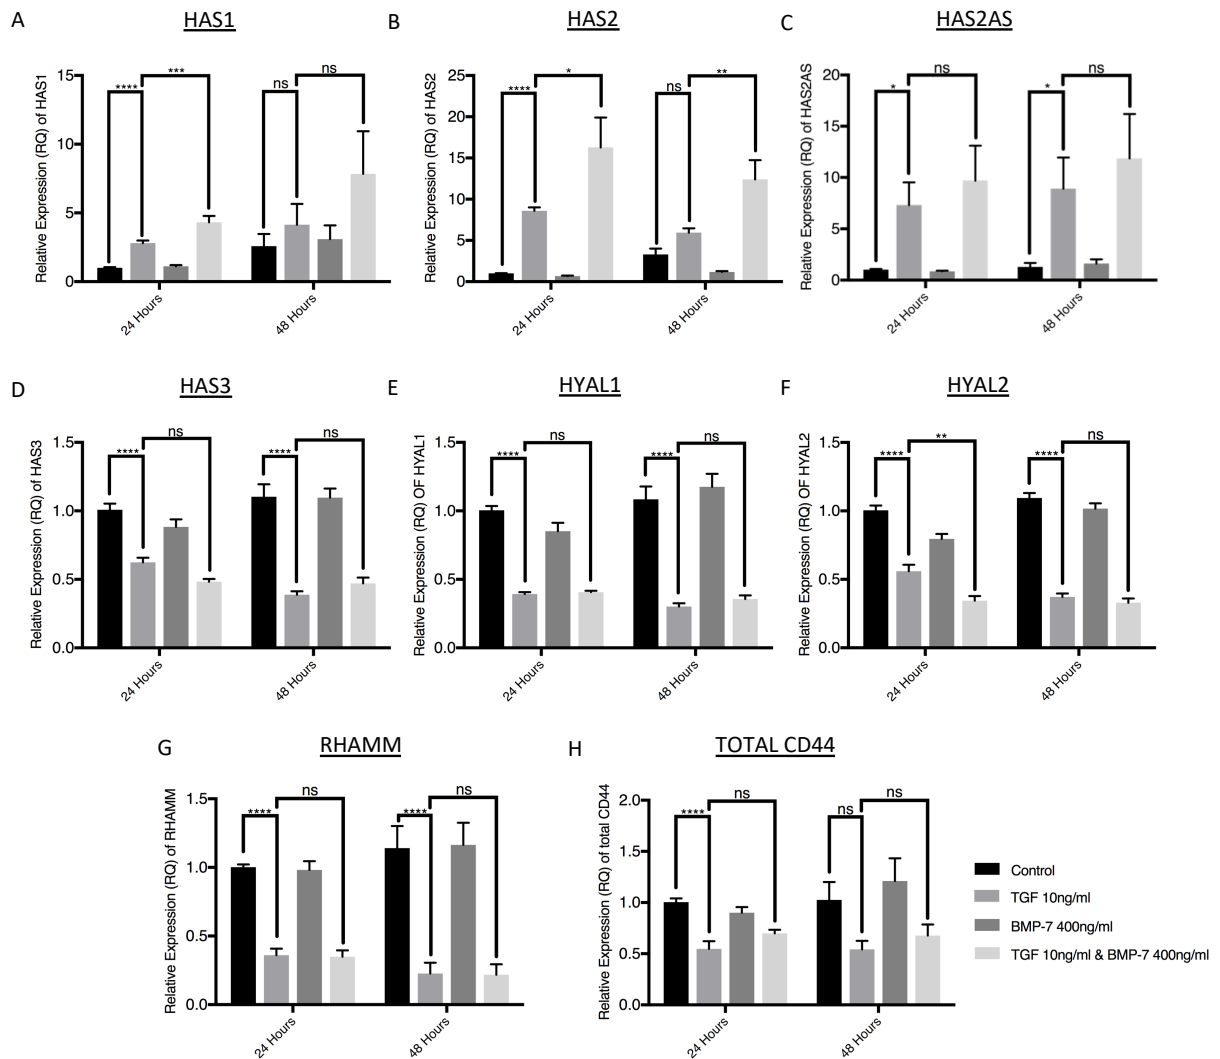 A
HAS1
Relative Expression (RQ) of HAS1
15
10
5
0
****
***
ns
ns
24 Hours
48 Hours
B
HAS2
Relative Expression (RQ) of HAS2
25
20
15
10
5
0
****
*
ns
**
24 Hours
48 Hours
C
HAS2AS
Relative Expression (RQ) of HAS2AS
20
15
10
5
0
*
ns
*
ns
24 Hours
48 Hours
D
HAS3
Relative Expression (RQ) of HAS3
1.5
1.0
0.5
0.0
****
ns
****
ns
24 Hours
48 Hours
E
HYAL1
Relative Expression (RQ) OF HYAL1
1.5
1.0
0.5
0.0
****
ns
****
ns
24 Hours
48 Hours
F
HYAL2
Relative Expression (RQ) OF HYAL2
1.5
1.0
0.5
0.0
****
**
****
ns
24 Hours
48 Hours
G
RHAMM
Relative Expression (RQ) of RHAMM
1.5
1.0
0.5
0.0
****
ns
****
ns
24 Hours
48 Hours
H
TOTAL CD44
Relative Expression (RQ) of total CD44
2.0
1.5
1.0
0.5
0.0
****
ns
ns
ns
24 Hours
48 Hours
Control
TGF 10ng/ml
BMP-7 400ng/ml
TGF 10ng/ml & BMP-7 400ng/ml